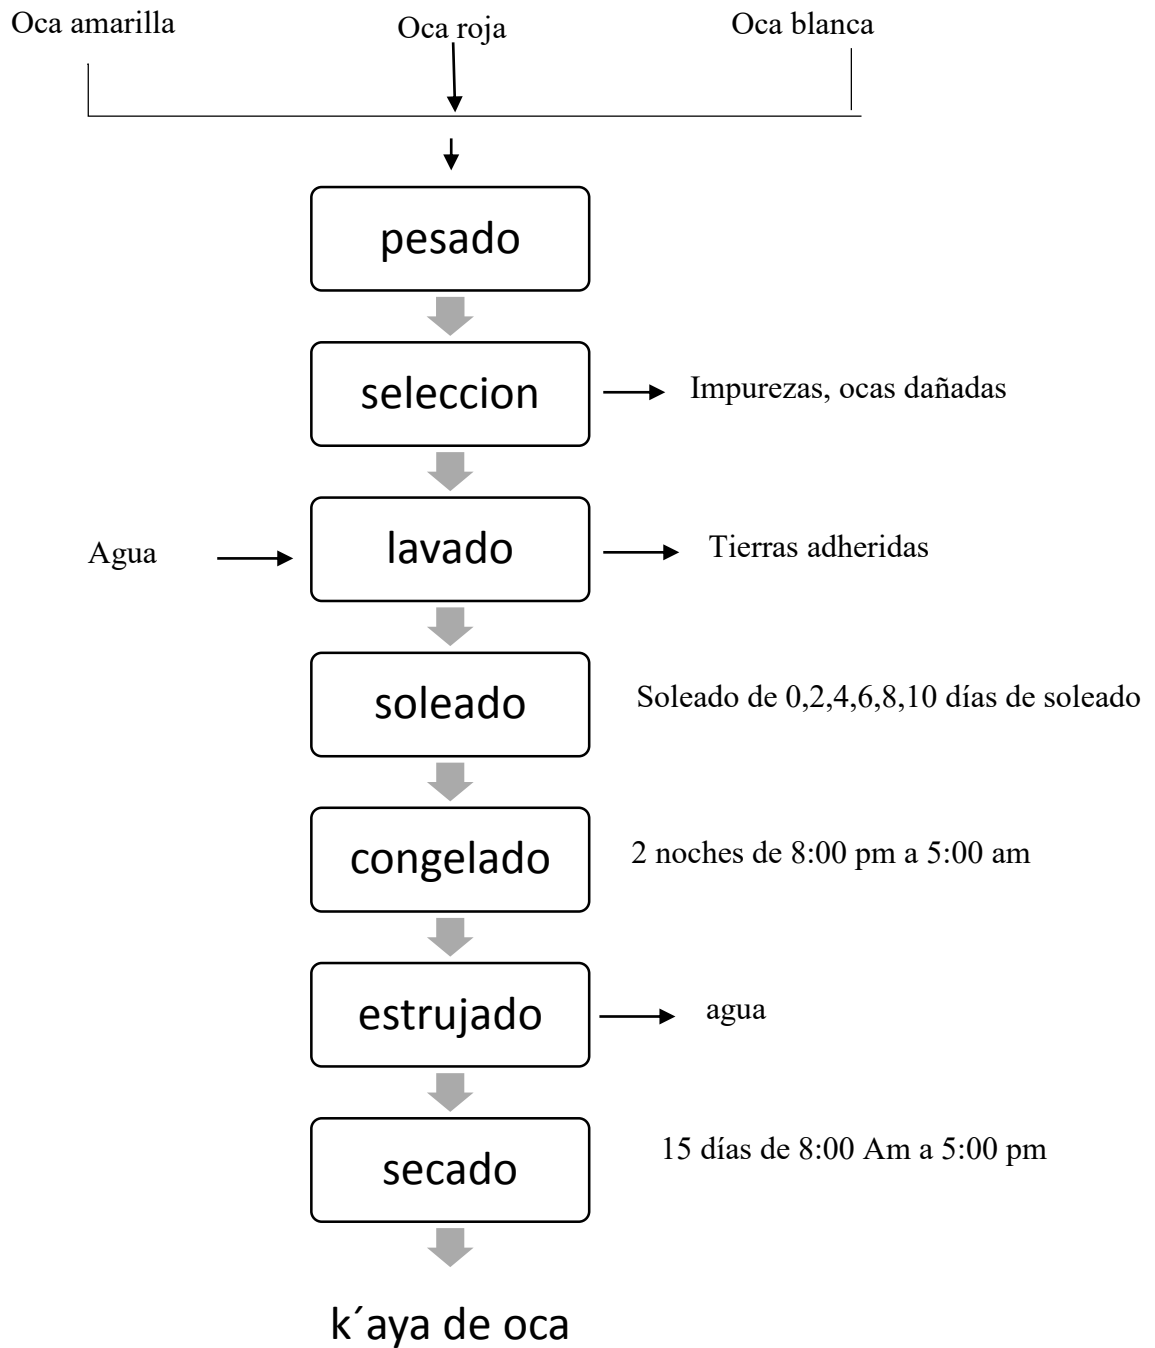 Oca amarilla
Oca roja
Oca blanca
pesado
seleccion
Impurezas, ocas dañadas
Agua
lavado
Tierras adheridas
soleado
Soleado de 0,2,4,6,8,10 días de soleado
congelado
2 noches de 8:00 pm a 5:00 am
estrujado
agua
secado
15 días de 8:00 Am a 5:00 pm
k´aya de oca